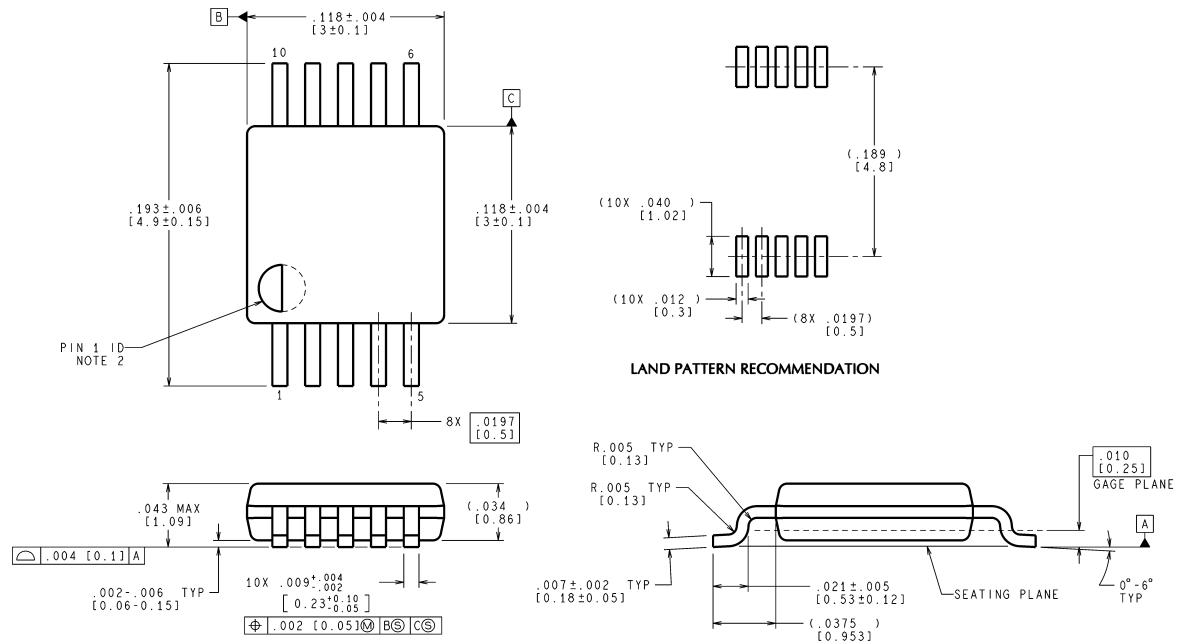 B
.118±.004
[3±0.1]
10
6
C
.193±.006
[4.9±0.15]
.118±.004
[3±0.1]
PIN 1 ID
NOTE 2
1
5
8X .0197
[0.5]
(.189 )
[4.8]
(10X .040 )
[1.02]
(10X .012 )
[0.3]
(8X .0197)
[0.5]
LAND PATTERN RECOMMENDATION
.043 MAX
[1.09]
(.034 )
[0.86]
⌓ .004 [0.1] A
.002-.006 TYP
[0.06-0.15]
10X .009+.004
-.002
[0.23+0.10
-0.05]
⌖ .002 [0.05]Ⓜ BⓈ CⓈ
R.005 TYP
[0.13]
R.005 TYP
[0.13]
.010
[0.25]
GAGE PLANE
A
.007±.002 TYP
[0.18±0.05]
.021±.005
[0.53±0.12]
SEATING PLANE
0°-6°
TYP
(.0375 )
[0.953]